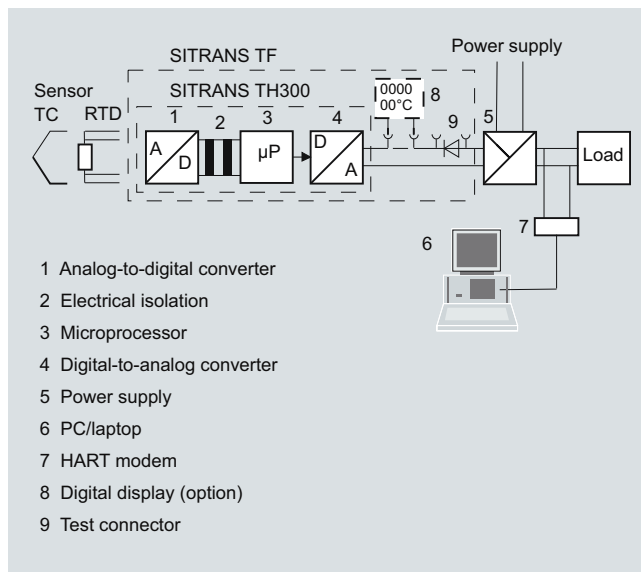 SITRANS TF
Power supply
Sensor
SITRANS TH300
TC RTD
1 2 3 4
0000
00°C
8
9
5
A
D
µP
D
A
Load
7
6
1 Analog-to-digital converter
2 Electrical isolation
3 Microprocessor
4 Digital-to-analog converter
5 Power supply
6 PC/laptop
7 HART modem
8 Digital display (option)
9 Test connector